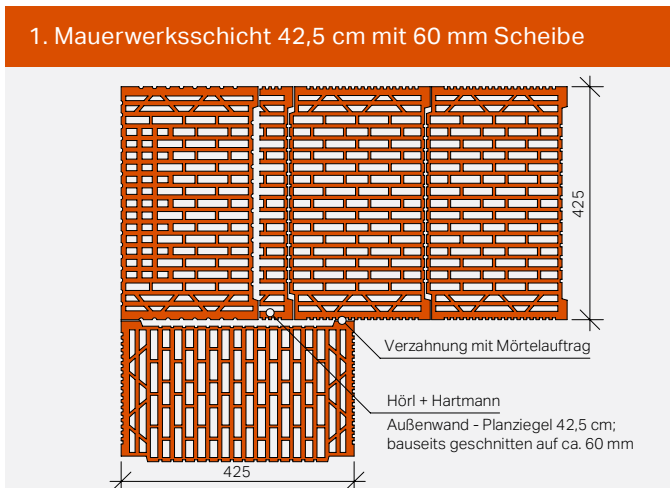 1. Mauerwerksschicht 42,5 cm mit 60 mm Scheibe
425
Verzahnung mit Mörtelauftrag
Hörl + Hartmann
Außenwand - Planziegel 42,5 cm;
bauseits geschnitten auf ca. 60 mm
425